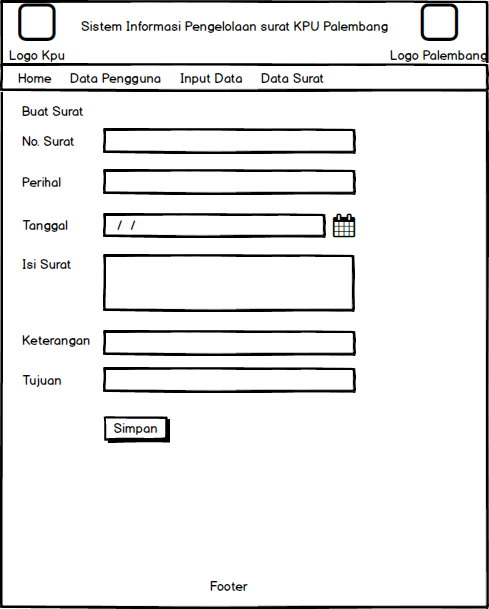 Sistem Informasi Pengelolaan surat KPU Palembang
Logo Kpu
Logo Palembang
Home Data Pengguna Input Data Data Surat
Buat Surat
No. Surat
Perihal
Tanggal / /
Isi Surat
Keterangan
Tujuan
Simpan
Footer